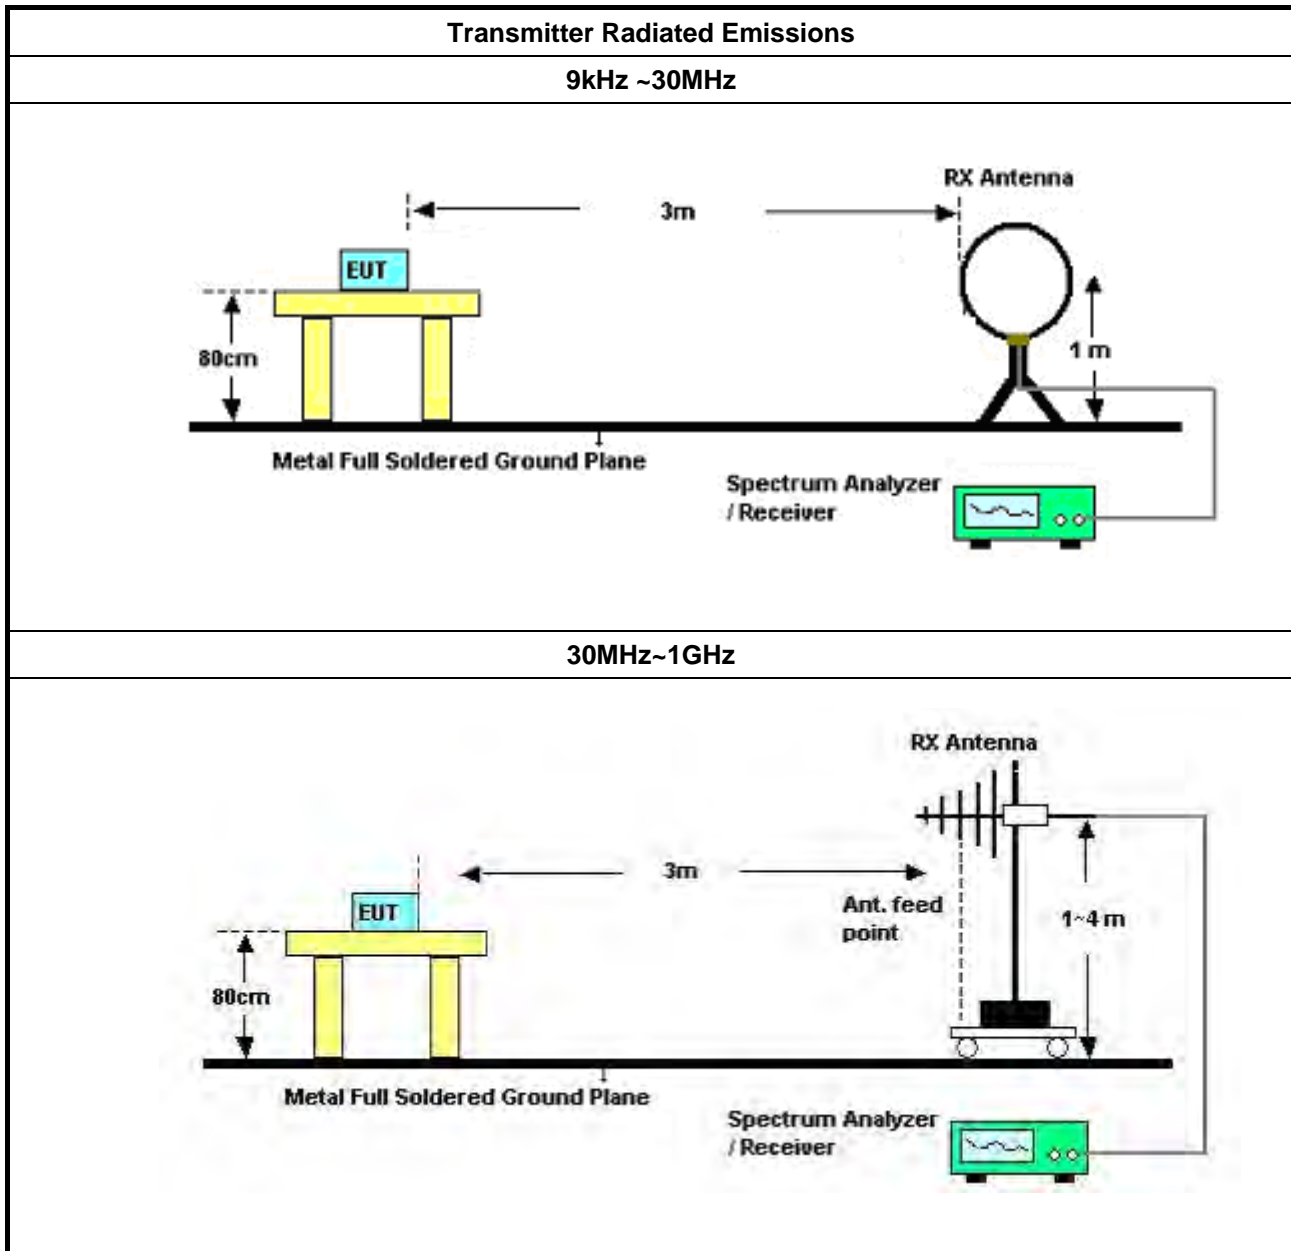 Transmitter Radiated Emissions
9kHz ~30MHz
RX Antenna
3m
EUT
80cm
1 m
Metal Full Soldered Ground Plane
Spectrum Analyzer
/ Receiver
30MHz~1GHz
RX Antenna
3m
EUT
Ant. feed
point
1~4 m
80cm
Metal Full Soldered Ground Plane
Spectrum Analyzer
/ Receiver